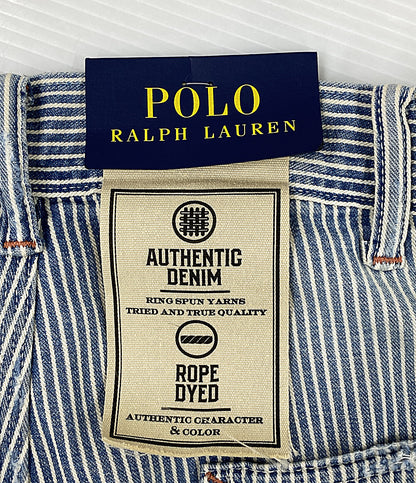 POLO
RALPH LAUREN
AUTHENTIC
DENIM
RING SPUN YARNS
TRIED AND TRUE QUALITY
ROPE
DYED
AUTHENTIC CHARACTER
& COLOR